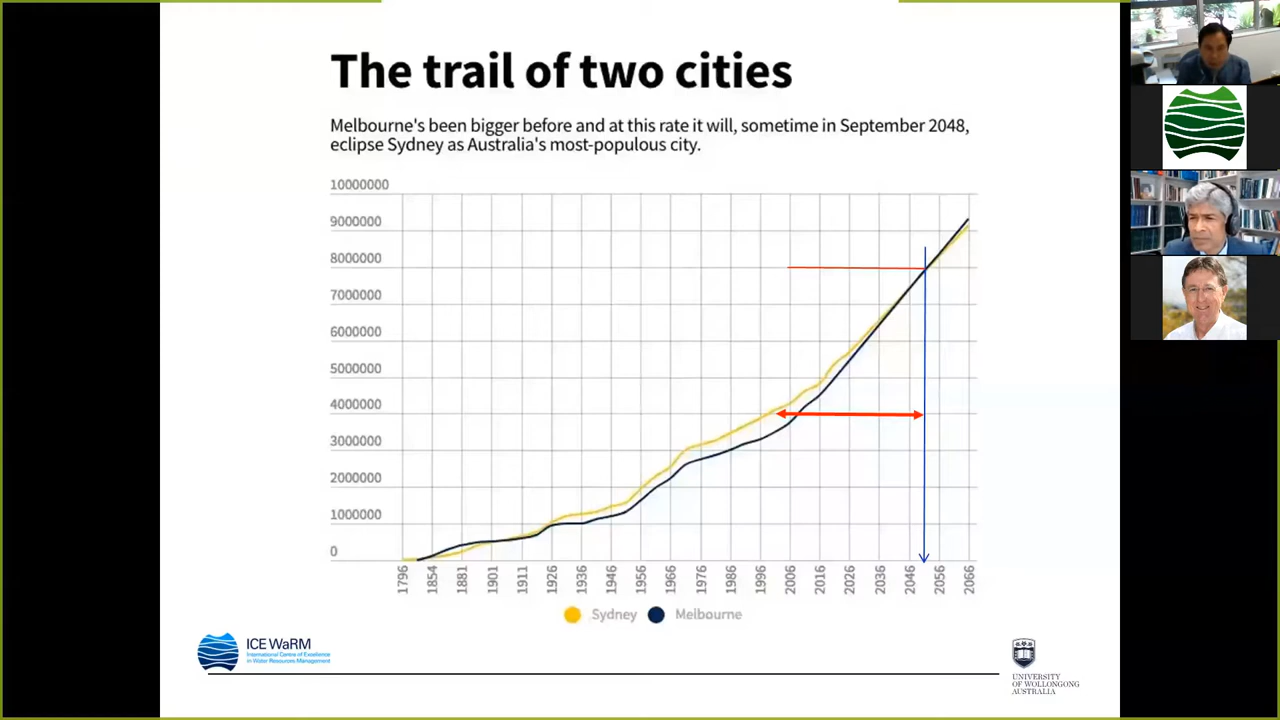 The trail of two cities
Melbourne's been bigger before and at this rate it will, sometime in September 2048,
eclipse Sydney as Australia's most-populous city.
10000000
9000000
8000000
7000000
6000000
5000000
4000000
3000000
2000000
1000000
0
1796
1854
1881
1901
1911
1926
1936
1946
1956
1966
1976
1986
1996
2006
2016
2026
2036
2046
2056
2066
Sydney
Melbourne
ICE WaRM
International Centre of Excellence
in Water Resources Management
UNIVERSITY
OF WOLLONGONG
AUSTRALIA